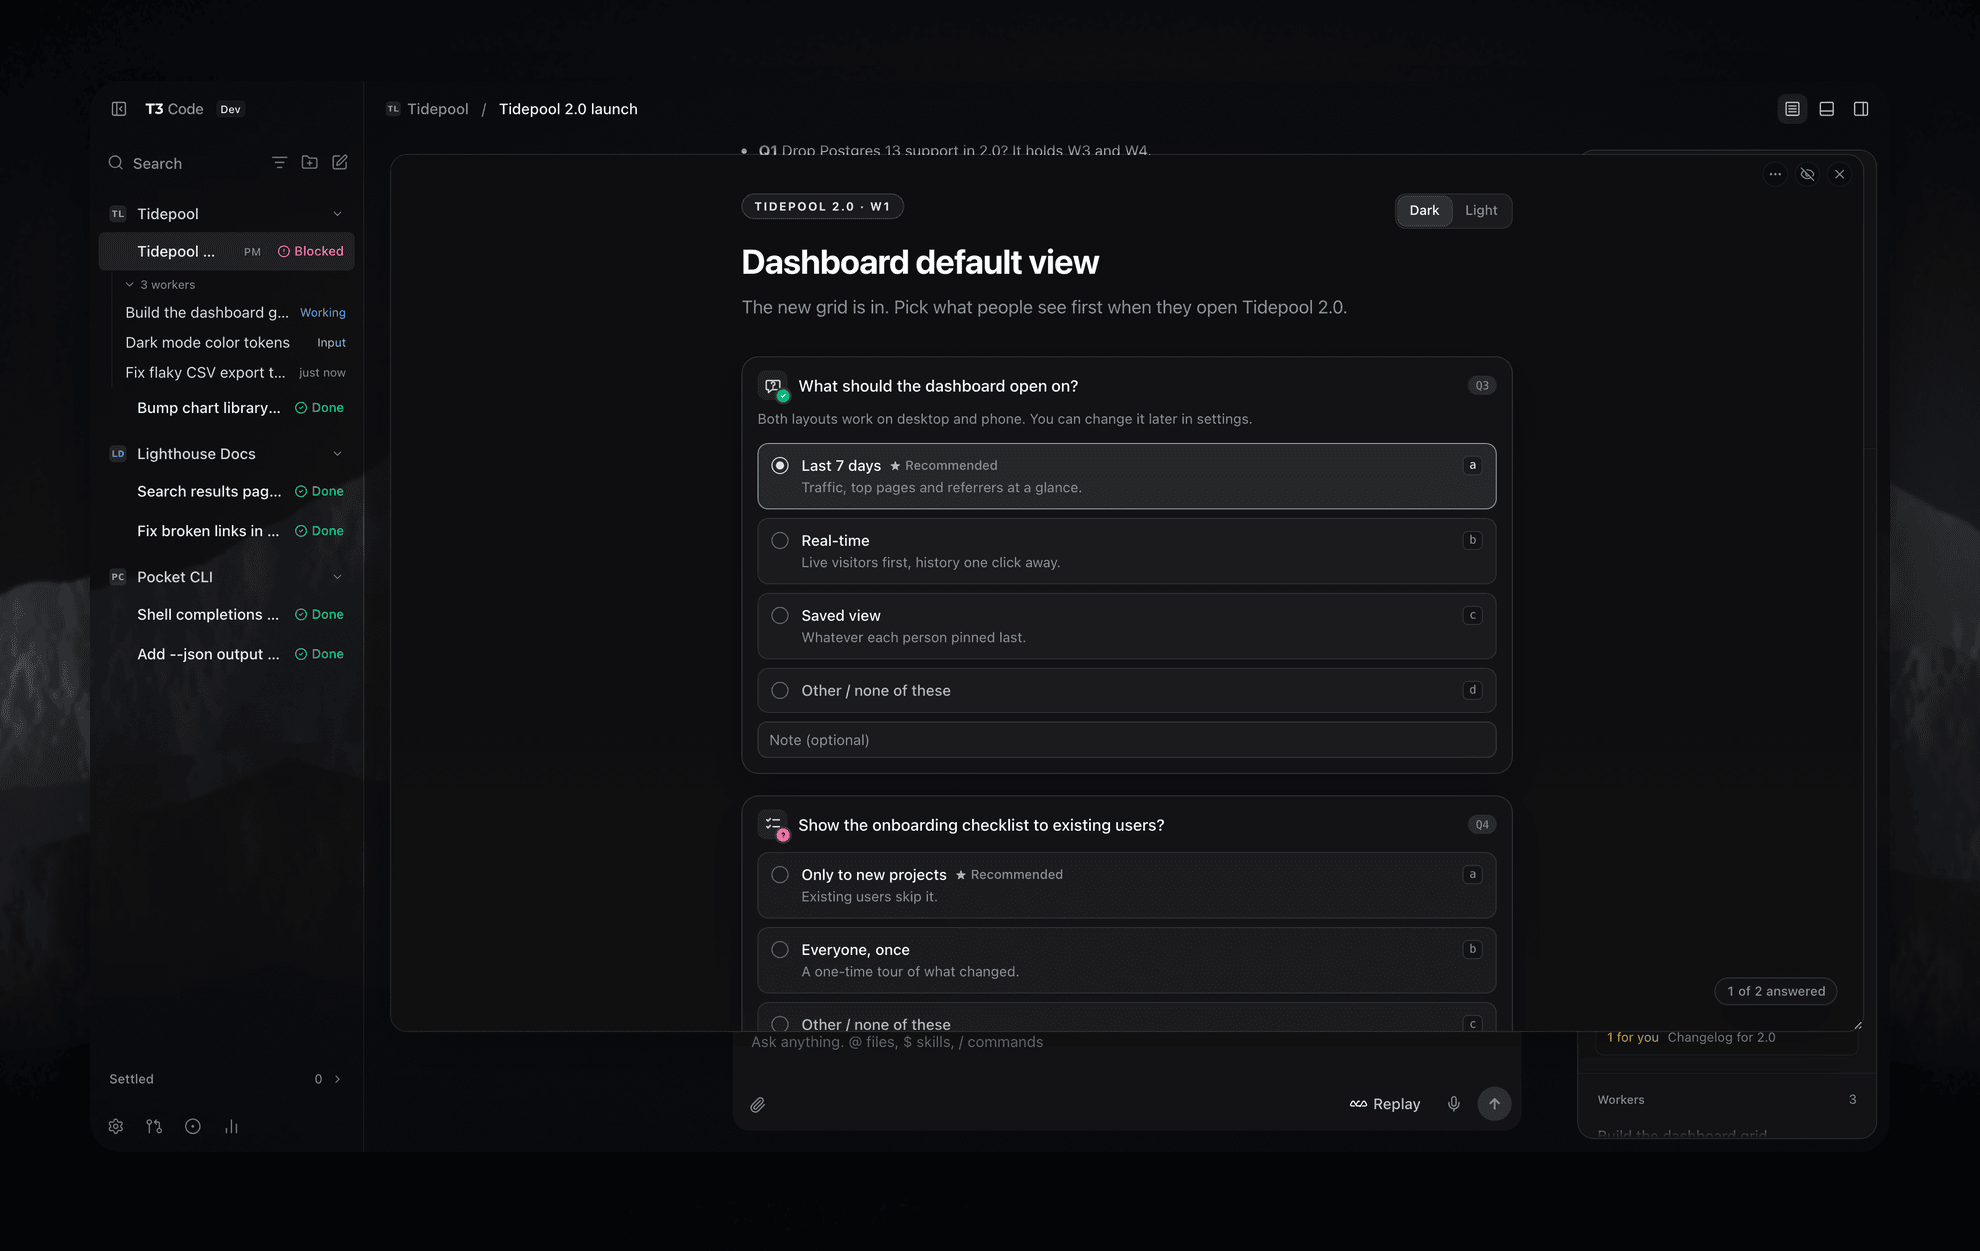 T3 Code Dev
Search
TL Tidepool
Tidepool ... PM Blocked
3 workers
Build the dashboard g... Working
Dark mode color tokens Input
Fix flaky CSV export t... just now
Bump chart library... Done
LD Lighthouse Docs
Search results pag... Done
Fix broken links in ... Done
PC Pocket CLI
Shell completions ... Done
Add --json output ... Done
Settled 0
TL Tidepool / Tidepool 2.0 launch
• Q1 Drop Postgres 13 support in 2.0? It holds W3 and W4.
TIDEPOOL 2.0 · W1
Dark Light
Dashboard default view
The new grid is in. Pick what people see first when they open Tidepool 2.0.
What should the dashboard open on? Q3
Both layouts work on desktop and phone. You can change it later in settings.
Last 7 days ★ Recommended a
Traffic, top pages and referrers at a glance.
Real-time b
Live visitors first, history one click away.
Saved view c
Whatever each person pinned last.
Other / none of these d
Note (optional)
Show the onboarding checklist to existing users? Q4
Only to new projects ★ Recommended a
Existing users skip it.
Everyone, once b
A one-time tour of what changed.
Other / none of these c
1 of 2 answered
Ask anything. @ files, $ skills, / commands
Replay
1 for you Changelog for 2.0
Workers 3
Build the dashboard grid